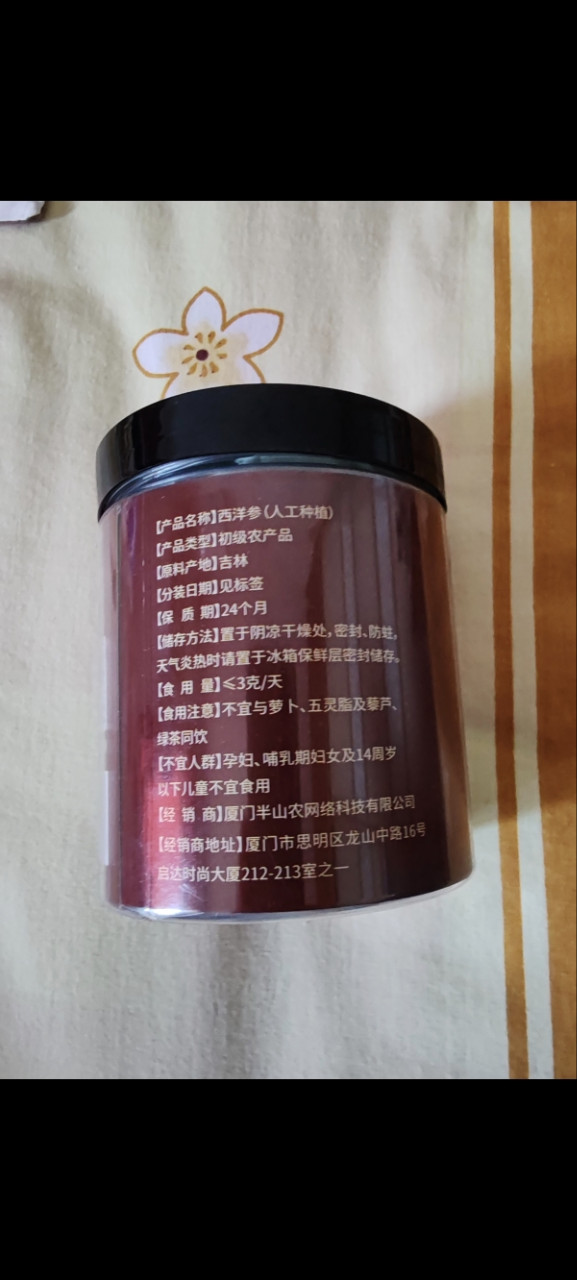 【产品名称】西洋参(人工种植)
【产品类型】初级农产品
【原料产地】吉林
【分装日期】见标签
【保 质 期】24个月
【储存方法】置于阴凉干燥处,密封、防蛀,
天气炎热时请置于冰箱保鲜层密封储存。
【食 用 量】≤3克/天
【食用注意】不宜与萝卜、五灵脂及藜芦、
绿茶同饮
【不宜人群】孕妇、哺乳期妇女及14周岁
以下儿童不宜食用
【经 销 商】厦门半山农网络科技有限公司
【经销商地址】厦门市思明区龙山中路16号
启达时尚大厦212-213室之一